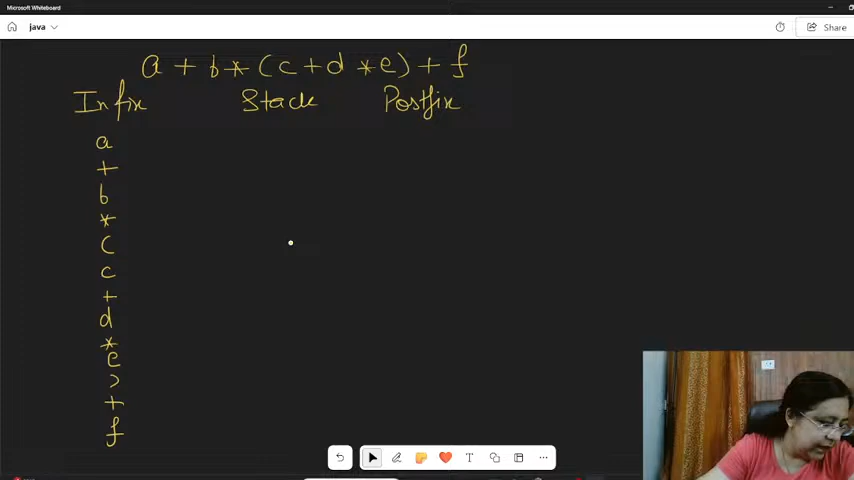 Microsoft Whiteboard
java
Share
a + b * (c + d * e) + f
Infix Stack Postfix
a
+
b
*
(
c
+
d
*
e
)
+
f
T